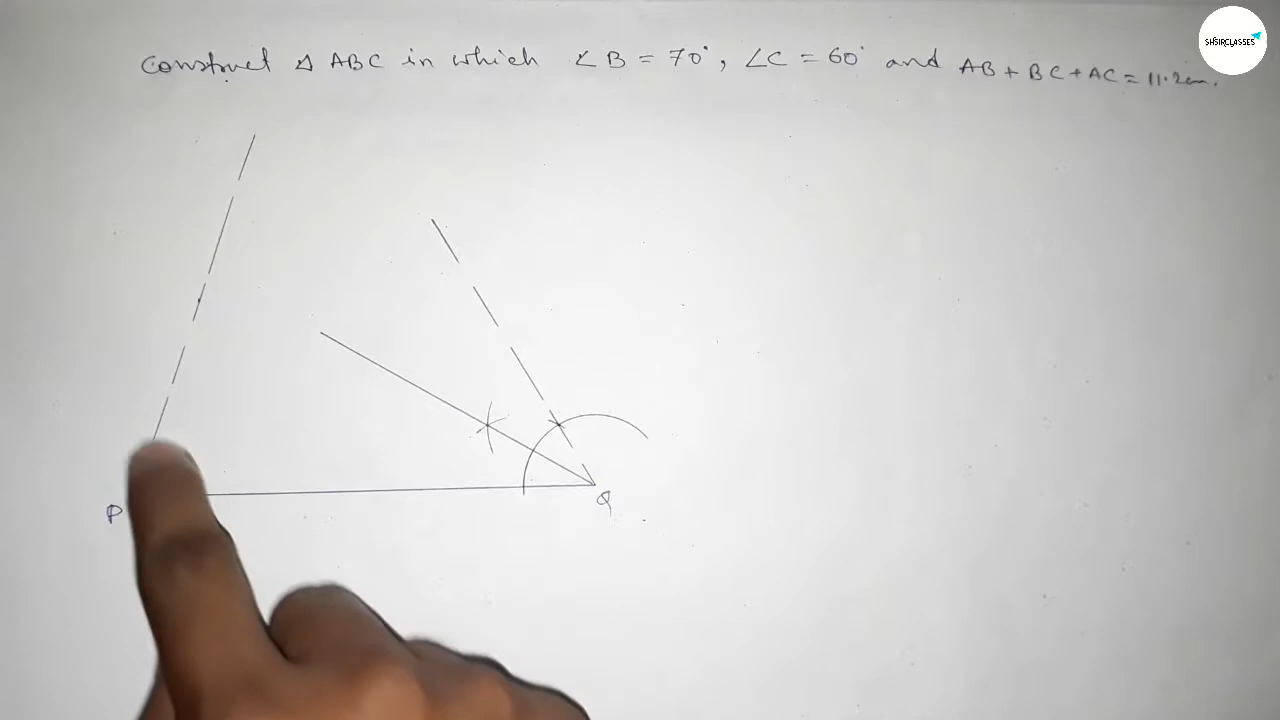 SHSIRCLASSES
Construct △ ABC in which ∠B = 70°, ∠C = 60° and AB + BC + AC = 11.2cm.
P
Q